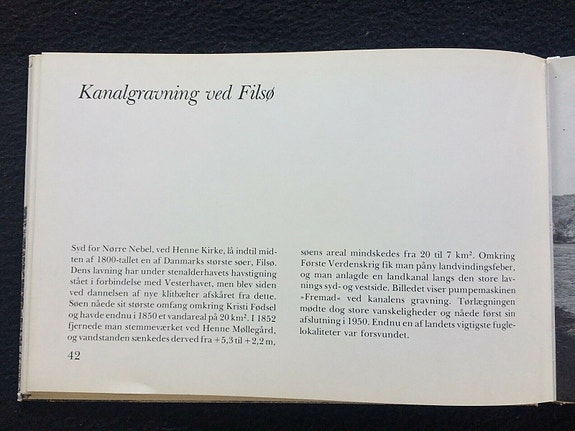 Kanalgravning ved Filsø
Syd for Nørre Nebel, ved Henne Kirke, lå indtil mid-
ten af 1800-tallet en af Danmarks største søer, Filsø.
Dens lavning har under stenalderhavets havstigning
stået i forbindelse med Vesterhavet, men blev siden
ved dannelsen af nye klitbælter afskåret fra dette.
Søen nåede sit største omfang omkring Kristi Fødsel
og havde endnu i 1850 et vandareal på 20 km². I 1852
fjernede man stemmeværket ved Henne Møllegård,
og vandstanden sænkedes derved fra +5,3 til +2,2 m,
søens areal mindskedes fra 20 til 7 km². Omkring
Første Verdenskrig fik man påny landvindingsfeber,
og man anlagde en landkanal langs den store lav-
nings syd- og vestside. Billedet viser pumpemaskinen
»Fremad« ved kanalens gravning. Tørlægningen
mødte dog store vanskeligheder og nåede først sin
afslutning i 1950. Endnu en af landets vigtigste fugle-
lokaliteter var forsvundet.
42